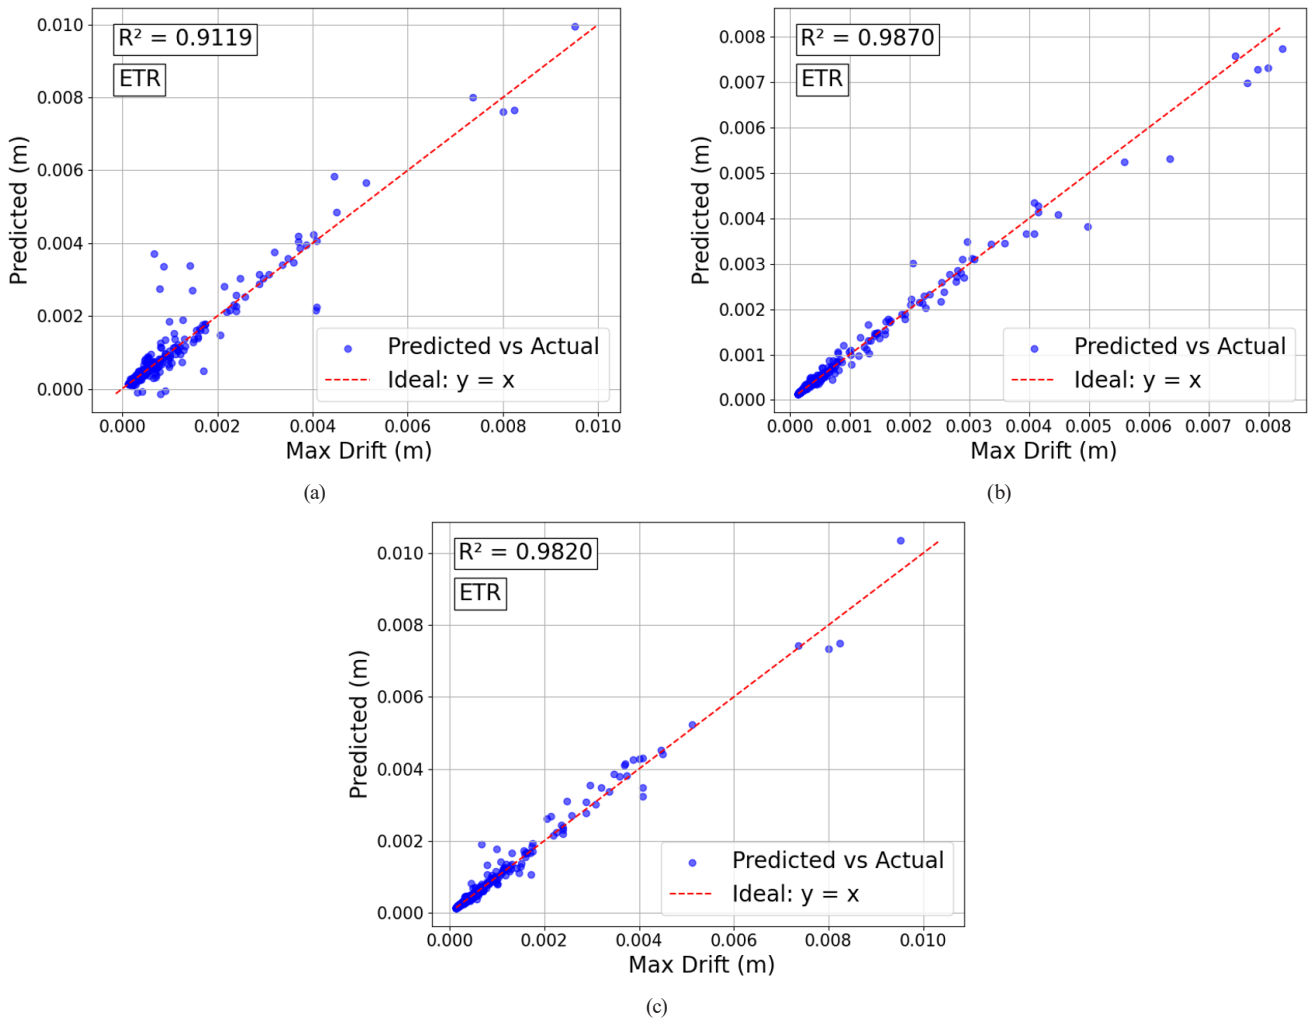 R² = 0.9119
ETR
Predicted (m)
0.010
0.008
0.006
0.004
0.002
0.000
0.000 0.002 0.004 0.006 0.008 0.010
Max Drift (m)
Predicted vs Actual
Ideal: y = x
(a)
R² = 0.9870
ETR
Predicted (m)
0.008
0.007
0.006
0.005
0.004
0.003
0.002
0.001
0.000
0.000 0.001 0.002 0.003 0.004 0.005 0.006 0.007 0.008
Max Drift (m)
Predicted vs Actual
Ideal: y = x
(b)
R² = 0.9820
ETR
Predicted (m)
0.010
0.008
0.006
0.004
0.002
0.000
0.000 0.002 0.004 0.006 0.008 0.010
Max Drift (m)
Predicted vs Actual
Ideal: y = x
(c)